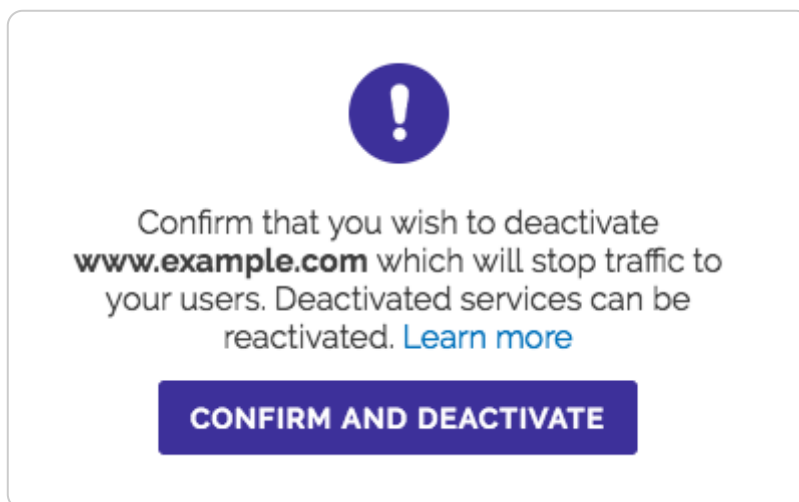 Confirm that you wish to deactivate
www.example.com which will stop traffic to
your users. Deactivated services can be
reactivated. Learn more
CONFIRM AND DEACTIVATE